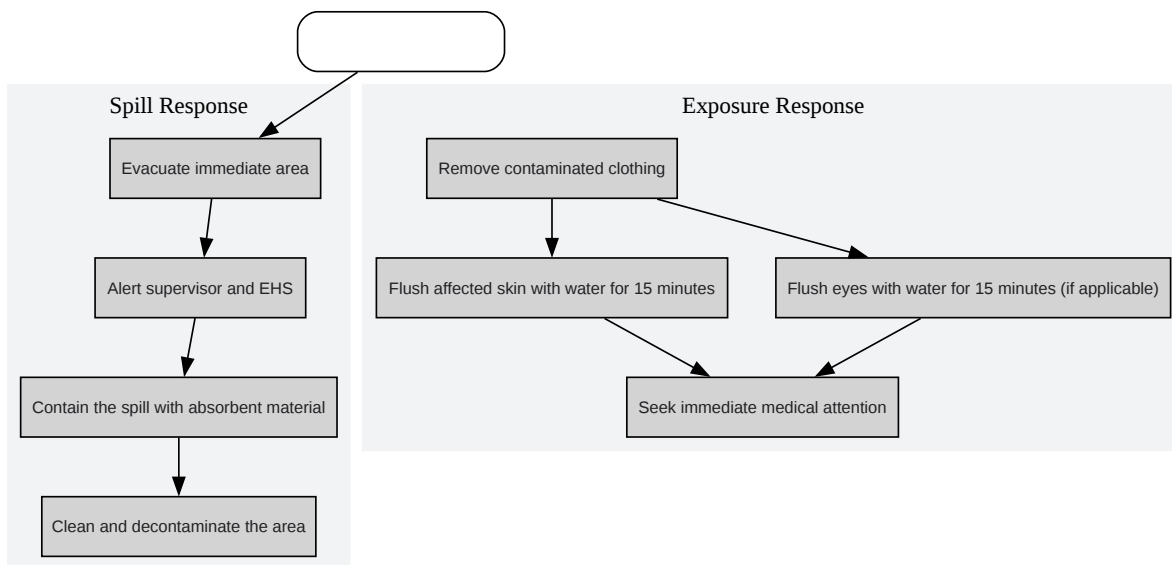 Spill Response
Evacuate immediate area
Alert supervisor and EHS
Contain the spill with absorbent material
Clean and decontaminate the area
Exposure Response
Remove contaminated clothing
Flush affected skin with water for 15 minutes
Flush eyes with water for 15 minutes (if applicable)
Seek immediate medical attention